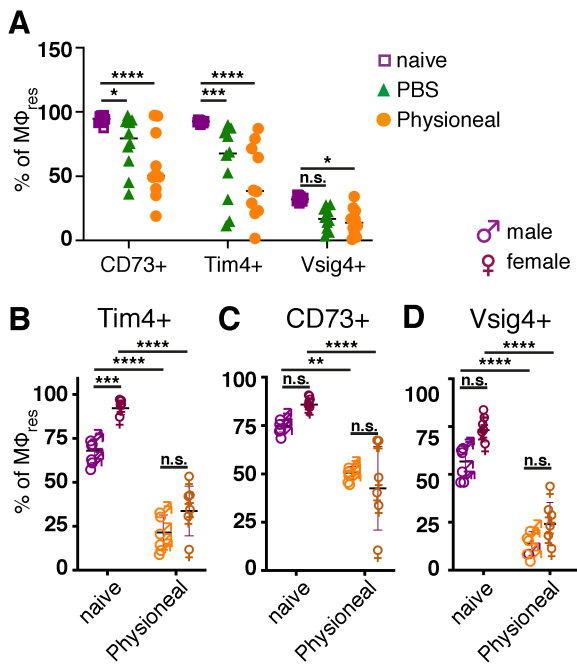 A
% of MΦres
150
100
50
0
****
*
****
***
*
n.s.
CD73+
Tim4+
Vsig4+
naive
PBS
Physioneal
male
female
B
Tim4+
% of MΦres
100
75
50
25
0
****
****
***
n.s.
naive
Physioneal
C
CD73+
100
75
50
25
0
****
**
n.s.
n.s.
naive
Physioneal
D
Vsig4+
75
50
25
0
****
****
n.s.
n.s.
naive
Physioneal